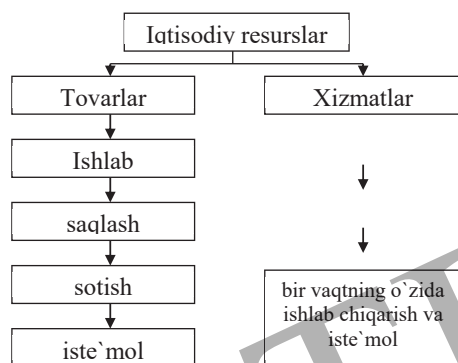 Iqtisodiy resurslar
Tovarlar
Xizmatlar
Ishlab
saqlash
sotish
iste`mol
bir vaqtning o`zida
ishlab chiqarish va
iste`mol